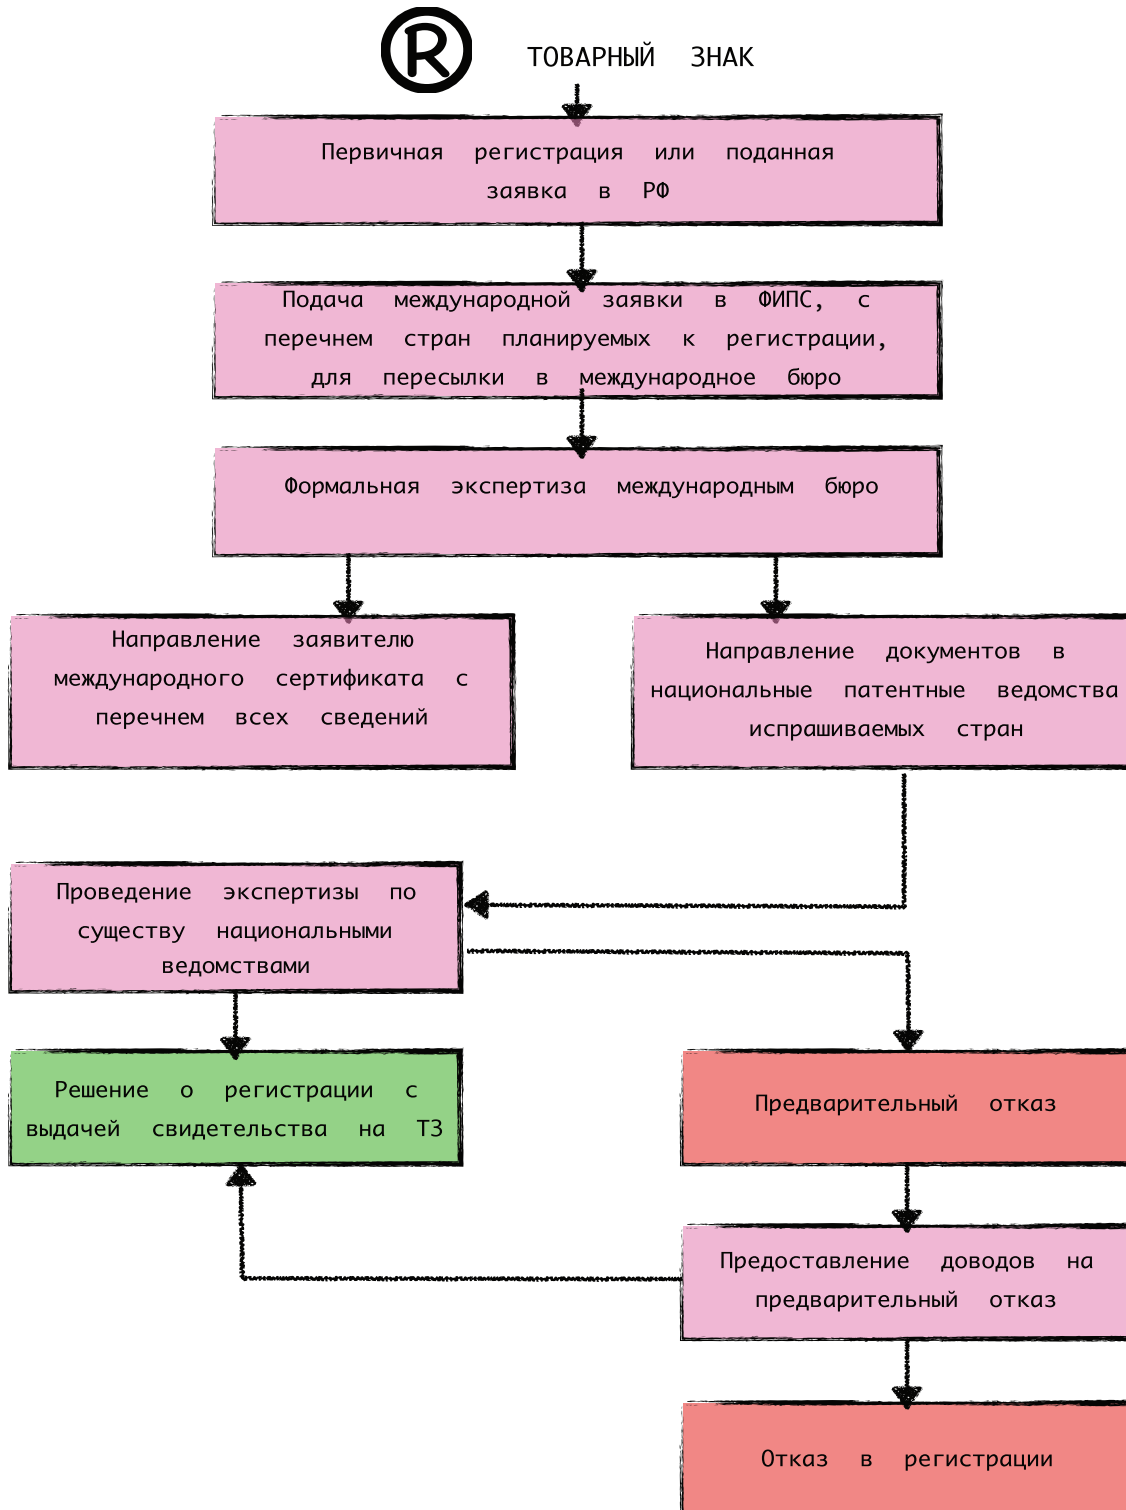 ® ТОВАРНЫЙ ЗНАК
Первичная регистрация или поданная
заявка в РФ
Подача международной заявки в ФИПС, с
перечнем стран планируемых к регистрации,
для пересылки в международное бюро
Формальная экспертиза международным бюро
Направление заявителю
международного сертификата с
перечнем всех сведений
Направление документов в
национальные патентные ведомства
испрашиваемых стран
Проведение экспертизы по
существу национальными
ведомствами
Решение о регистрации с
выдачей свидетельства на ТЗ
Предварительный отказ
Предоставление доводов на
предварительный отказ
Отказ в регистрации